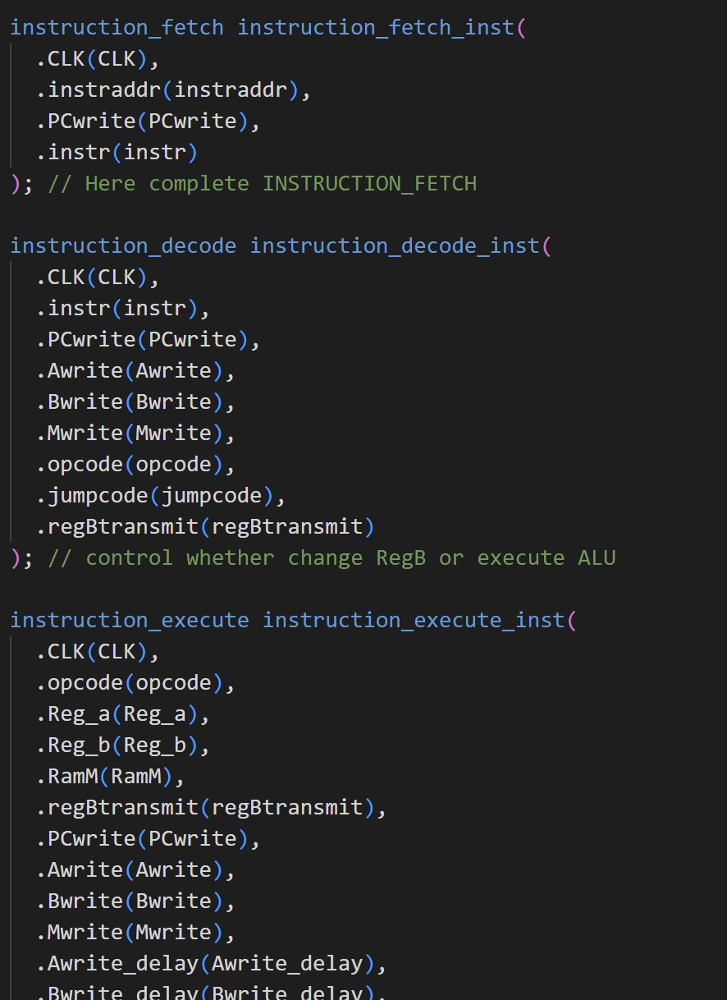 instruction_fetch instruction_fetch_inst(
.CLK(CLK),
.instraddr(instraddr),
.PCwrite(PCwrite),
.instr(instr)
); // Here complete INSTRUCTION_FETCH
instruction_decode instruction_decode_inst(
.CLK(CLK),
.instr(instr),
.PCwrite(PCwrite),
.Awrite(Awrite),
.Bwrite(Bwrite),
.Mwrite(Mwrite),
.opcode(opcode),
.jumpcode(jumpcode),
.regBtransmit(regBtransmit)
); // control whether change RegB or execute ALU
instruction_execute instruction_execute_inst(
.CLK(CLK),
.opcode(opcode),
.Reg_a(Reg_a),
.Reg_b(Reg_b),
.RamM(RamM),
.regBtransmit(regBtransmit),
.PCwrite(PCwrite),
.Awrite(Awrite),
.Bwrite(Bwrite),
.Mwrite(Mwrite),
.Awrite_delay(Awrite_delay),
.Bwrite_delay(Bwrite_delay),